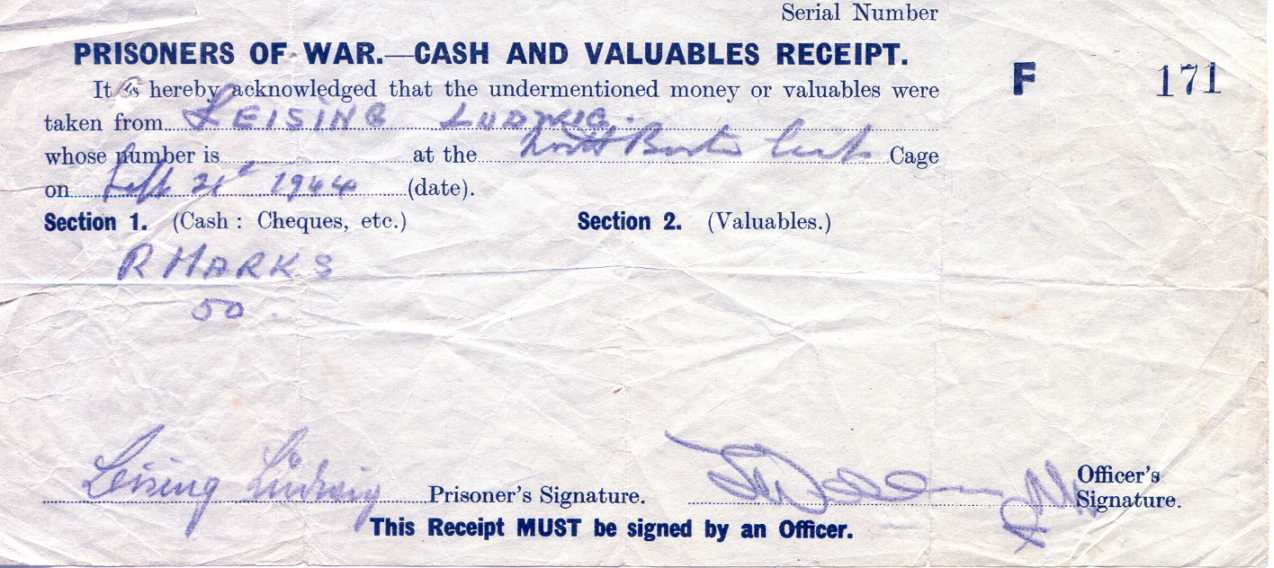 Serial Number
PRISONERS OF WAR.—CASH AND VALUABLES RECEIPT.
F 171
It is hereby acknowledged that the undermentioned money or valuables were
taken from LEISING LUDWIG.
whose number is at the North Cage
on Sept 21st 1944 (date).
Section 1. (Cash : Cheques, etc.) Section 2. (Valuables.)
R MARKS
50.
Leising Ludwig Prisoner's Signature. Officer's
Signature.
This Receipt MUST be signed by an Officer.